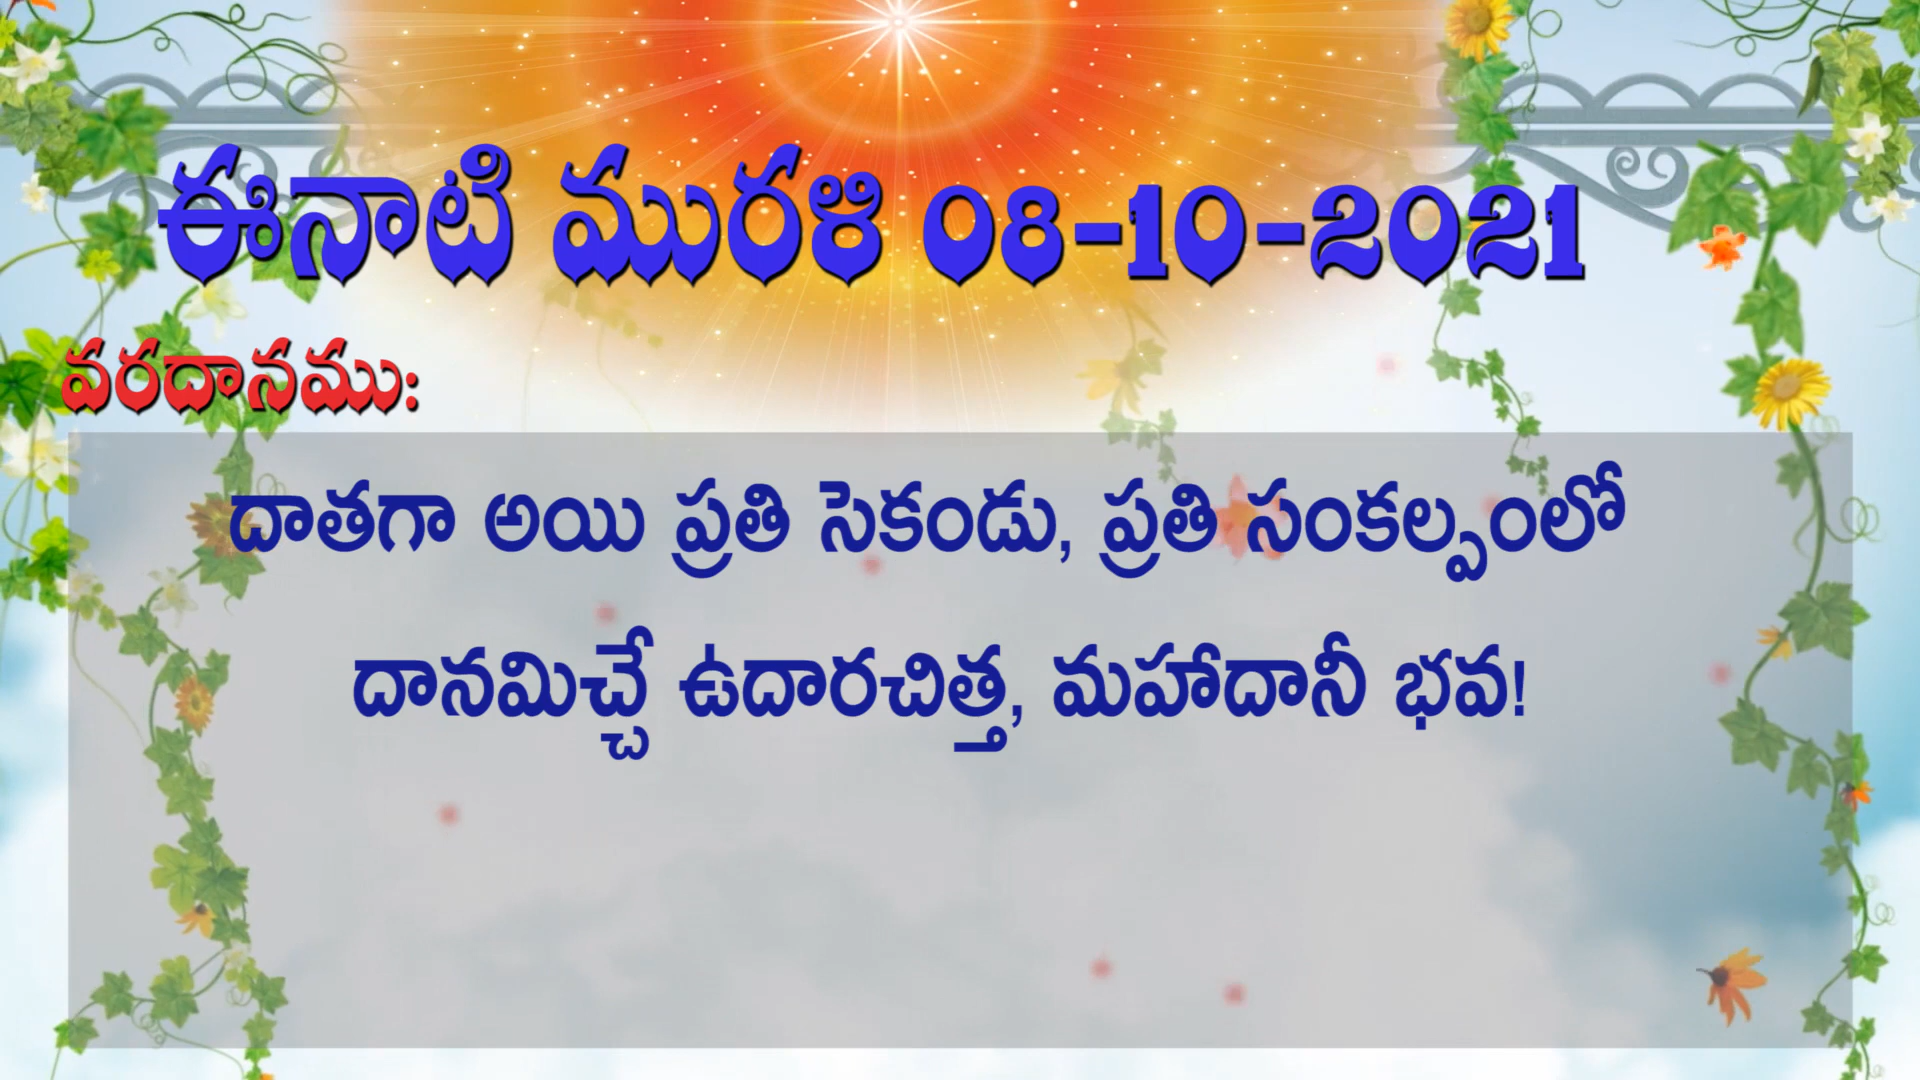 ఈనాటి మురళి 08-10-2021
వరదానము:
దాతగా అయి ప్రతి సెకండు, ప్రతి సంకల్పంలో
దానమిచ్చే ఉదారచిత్త, మహాదానీ భవ!